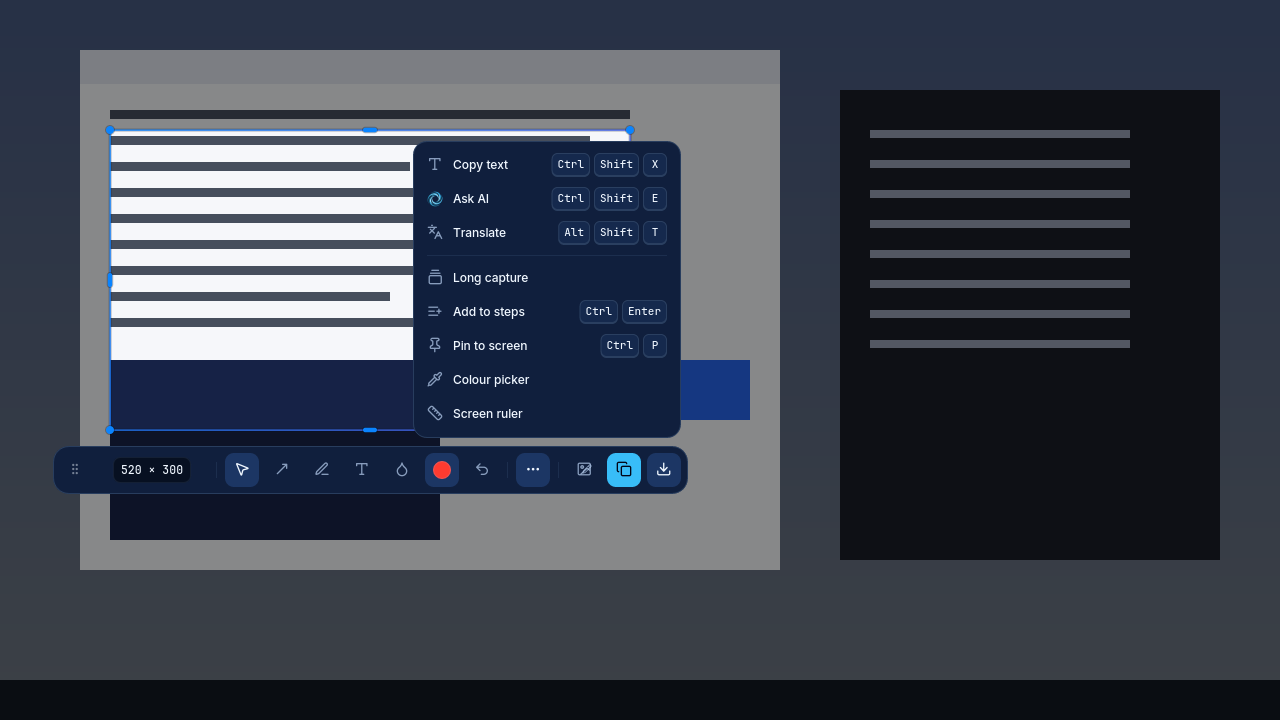 Copy text Ctrl Shift X
Ask AI Ctrl Shift E
Translate Alt Shift T
Long capture
Add to steps Ctrl Enter
Pin to screen Ctrl P
Colour picker
Screen ruler
520 × 300